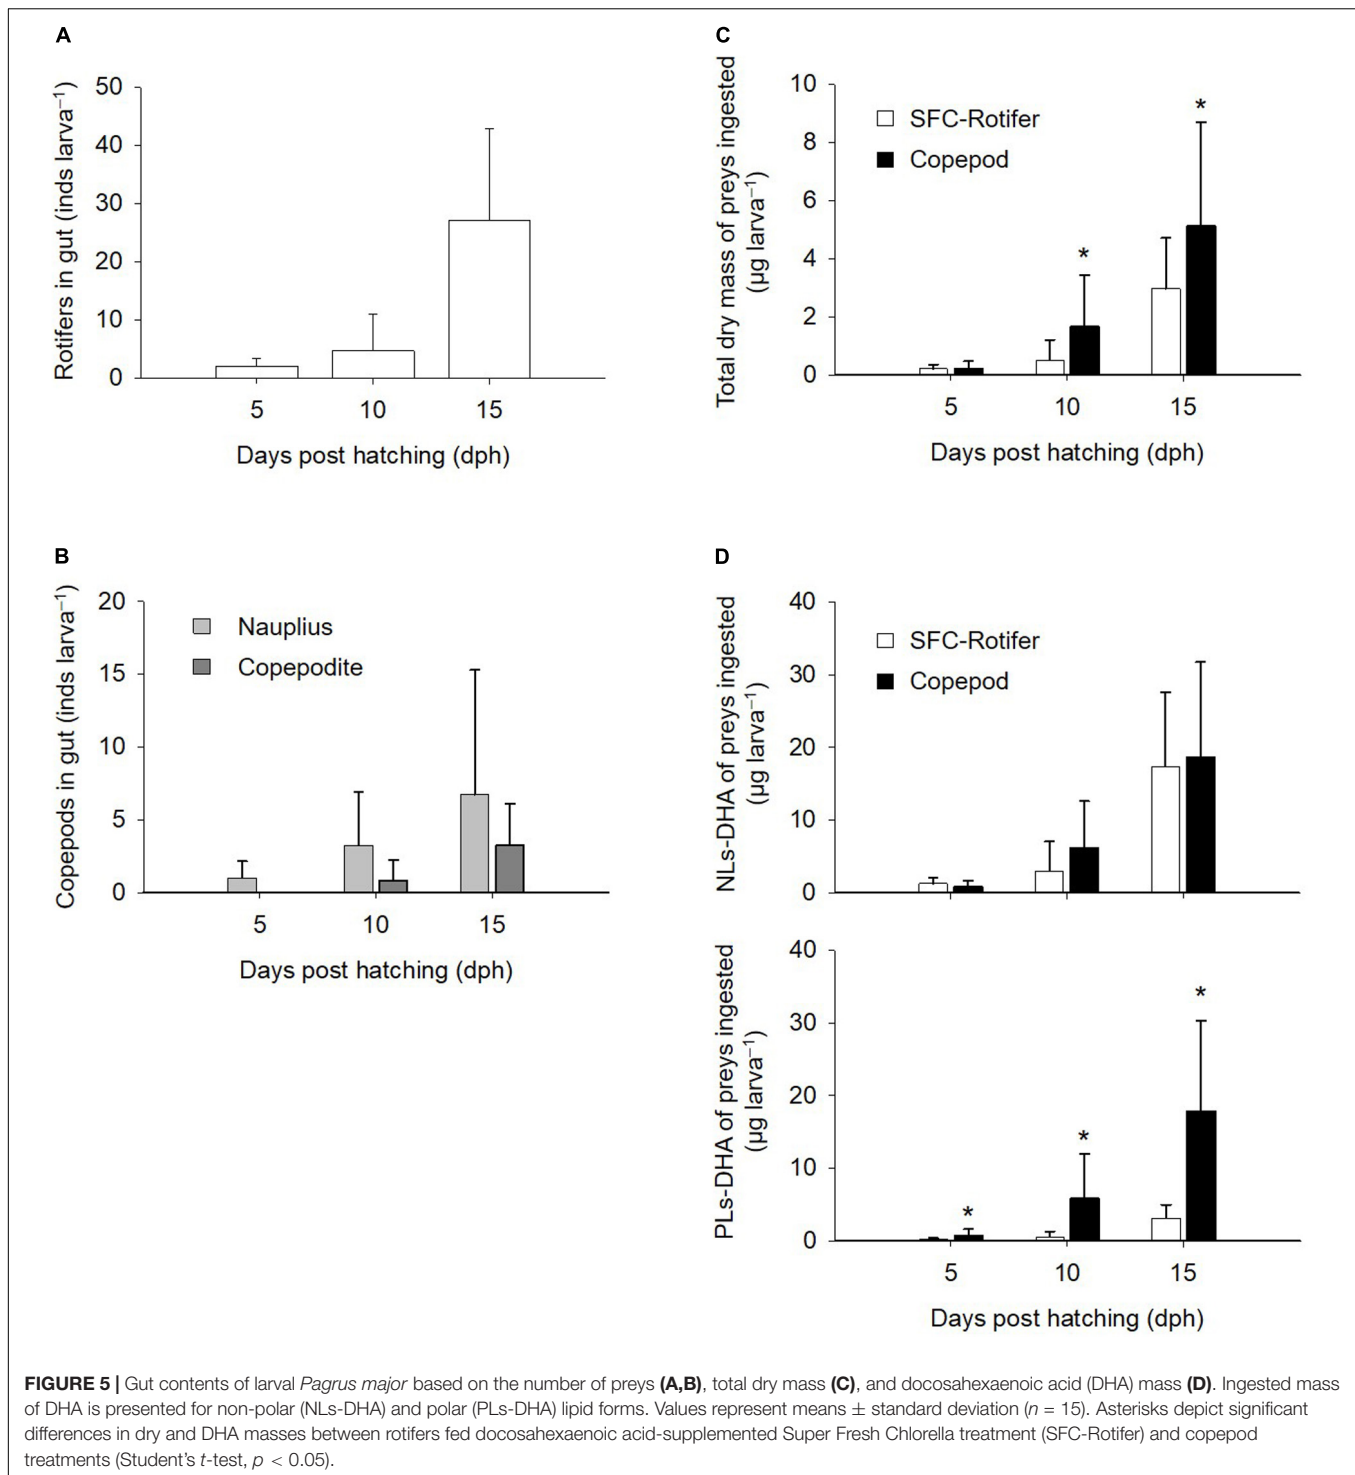 A
Rotifers in gut (inds larva⁻¹)
50
40
30
20
10
0
5 10 15
Days post hatching (dph)
B
Copepods in gut (inds larva⁻¹)
20
15
10
5
0
Nauplius
Copepodite
5 10 15
Days post hatching (dph)
C
Total dry mass of preys ingested
(µg larva⁻¹)
10
8
6
4
2
0
SFC-Rotifer
Copepod
*
*
5 10 15
Days post hatching (dph)
D
NLs-DHA of preys ingested
(µg larva⁻¹)
40
30
20
10
0
SFC-Rotifer
Copepod
PLs-DHA of preys ingested
(µg larva⁻¹)
40
30
20
10
0
*
*
*
5 10 15
Days post hatching (dph)
FIGURE 5 | Gut contents of larval Pagrus major based on the number of preys (A,B), total dry mass (C), and docosahexaenoic acid (DHA) mass (D). Ingested mass
of DHA is presented for non-polar (NLs-DHA) and polar (PLs-DHA) lipid forms. Values represent means ± standard deviation (n = 15). Asterisks depict significant
differences in dry and DHA masses between rotifers fed docosahexaenoic acid-supplemented Super Fresh Chlorella treatment (SFC-Rotifer) and copepod
treatments (Student's t-test, p < 0.05).